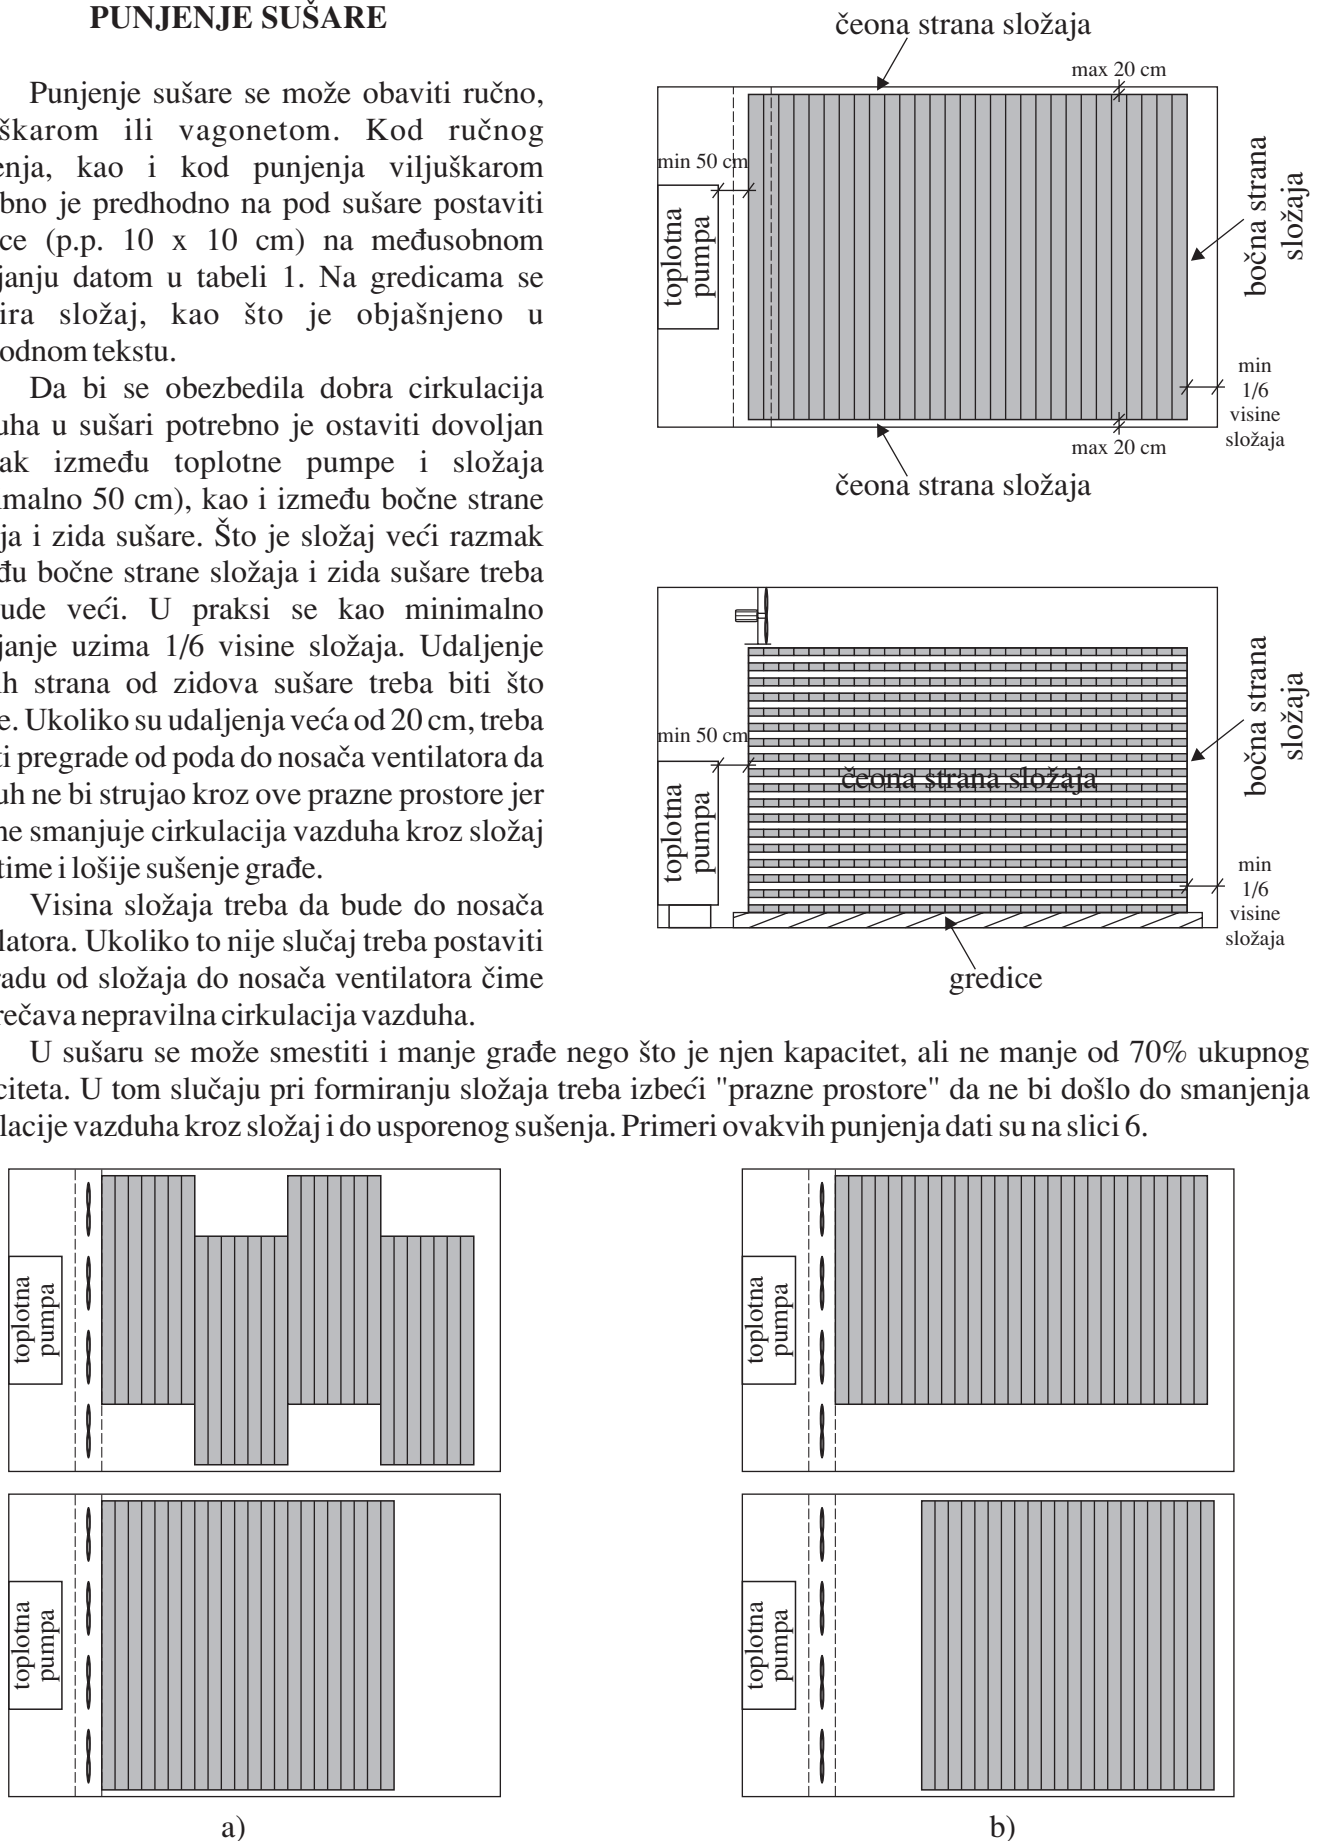 PUNJENJE SUŠARE
Punjenje sušare se može obaviti ručno,
škarom ili vagonetom. Kod ručnog
enja, kao i kod punjenja viljuškarom
bno je predhodno na pod sušare postaviti
ce (p.p. 10 x 10 cm) na međusobnom
janju datom u tabeli 1. Na gredicama se
ira složaj, kao što je objašnjeno u
odnom tekstu.
Da bi se obezbedila dobra cirkulacija
uha u sušari potrebno je ostaviti dovoljan
ak između toplotne pumpe i složaja
imalno 50 cm), kao i između bočne strane
ja i zida sušare. Što je složaj veći razmak
đu bočne strane složaja i zida sušare treba
ude veći. U praksi se kao minimalno
janje uzima 1/6 visine složaja. Udaljenje
ih strana od zidova sušare treba biti što
e. Ukoliko su udaljenja veća od 20 cm, treba
ti pregrade od poda do nosača ventilatora da
uh ne bi strujao kroz ove prazne prostore jer
me smanjuje cirkulacija vazduha kroz složaj
time i lošije sušenje građe.
Visina složaja treba da bude do nosača
latora. Ukoliko to nije slučaj treba postaviti
radu od složaja do nosača ventilatora čime
rečava nepravilna cirkulacija vazduha.
čeona strana složaja
max 20 cm
min 50 cm
toplotna
pumpa
bočna strana
složaja
min
1/6
visine
složaja
max 20 cm
čeona strana složaja
min 50 cm
čeona strana složaja
toplotna
pumpa
bočna strana
složaja
min
1/6
visine
složaja
gredice
U sušaru se može smestiti i manje građe nego što je njen kapacitet, ali ne manje od 70% ukupnog
citeta. U tom slučaju pri formiranju složaja treba izbeći "prazne prostore" da ne bi došlo do smanjenja
lacije vazduha kroz složaj i do usporenog sušenja. Primeri ovakvih punjenja dati su na slici 6.
toplotna
pumpa
toplotna
pumpa
toplotna
pumpa
toplotna
pumpa
a)
b)